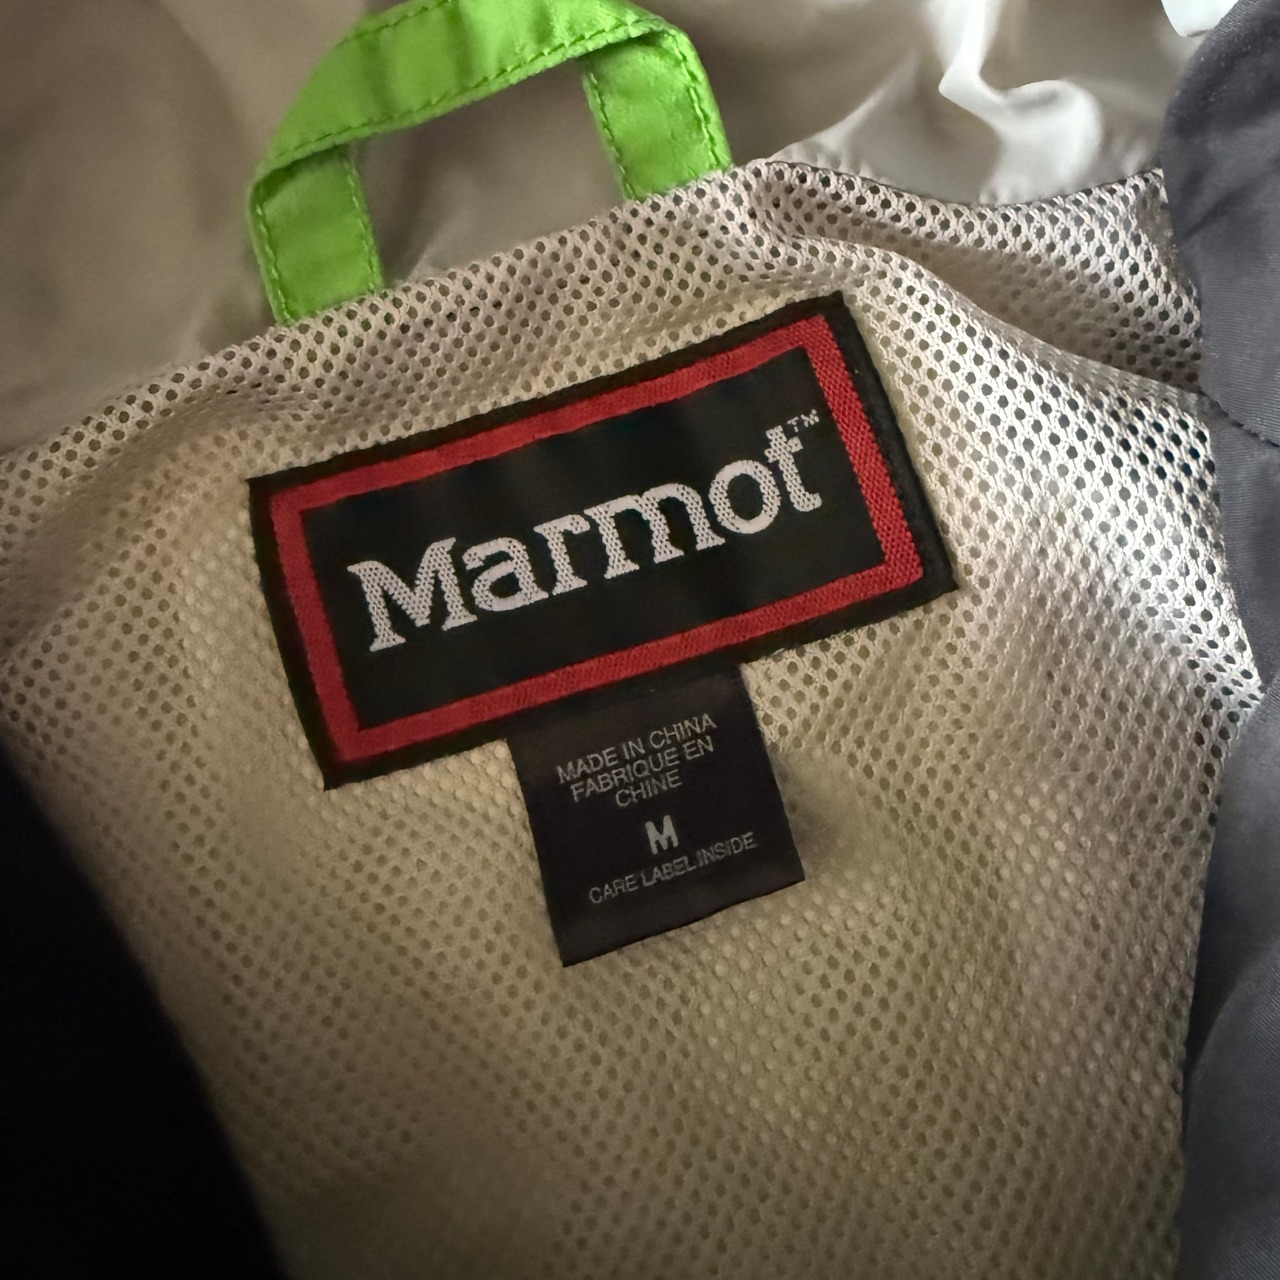 Marmot™
MADE IN CHINA
FABRIQUE EN
CHINE
M
CARE LABEL INSIDE